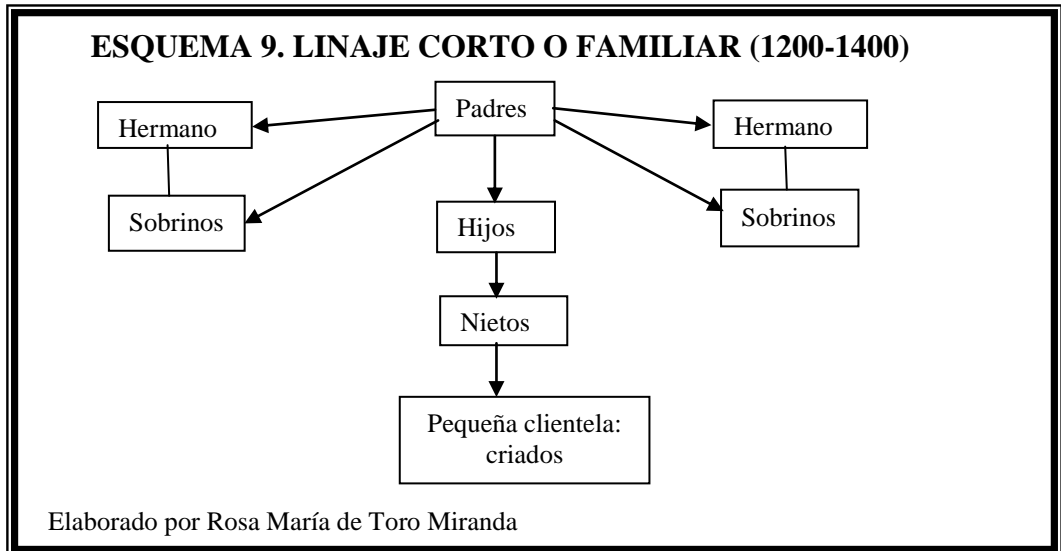 ESQUEMA 9. LINAJE CORTO O FAMILIAR (1200-1400)
Padres
Hermano
Hermano
Sobrinos
Hijos
Sobrinos
Nietos
Pequeña clientela:
criados
Elaborado por Rosa María de Toro Miranda